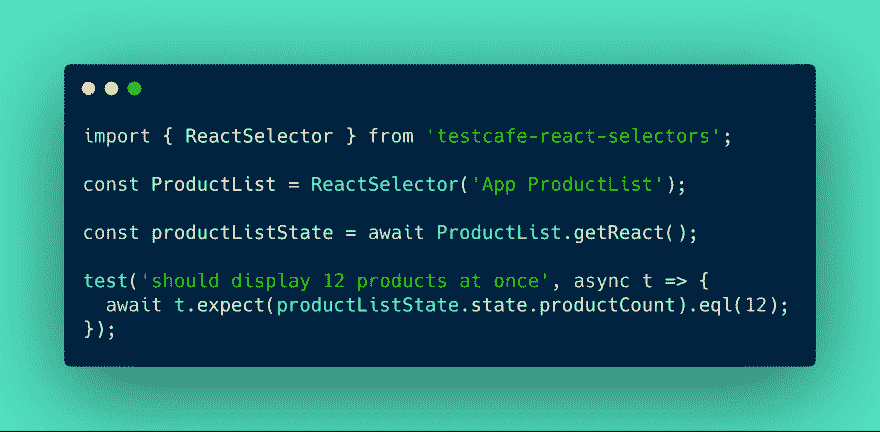 import { ReactSelector } from 'testcafe-react-selectors';
const ProductList = ReactSelector('App ProductList');
const productListState = await ProductList.getReact();
test('should display 12 products at once', async t => {
  await t.expect(productListState.state.productCount).eql(12);
});